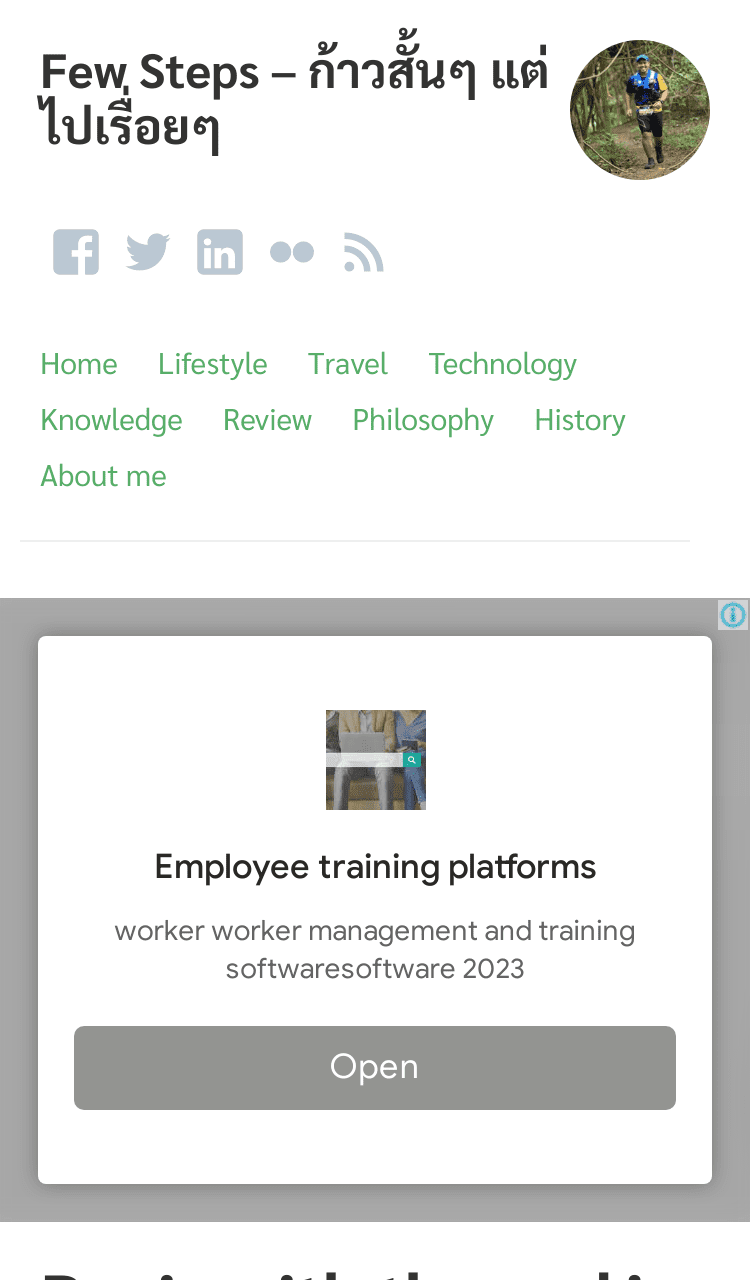 Few Steps – ก้าวสั้นๆ แต่
ไปเรื่อยๆ
Home Lifestyle Travel Technology
Knowledge Review Philosophy History
About me
Employee training platforms
worker worker management and training
softwaresoftware 2023
Open